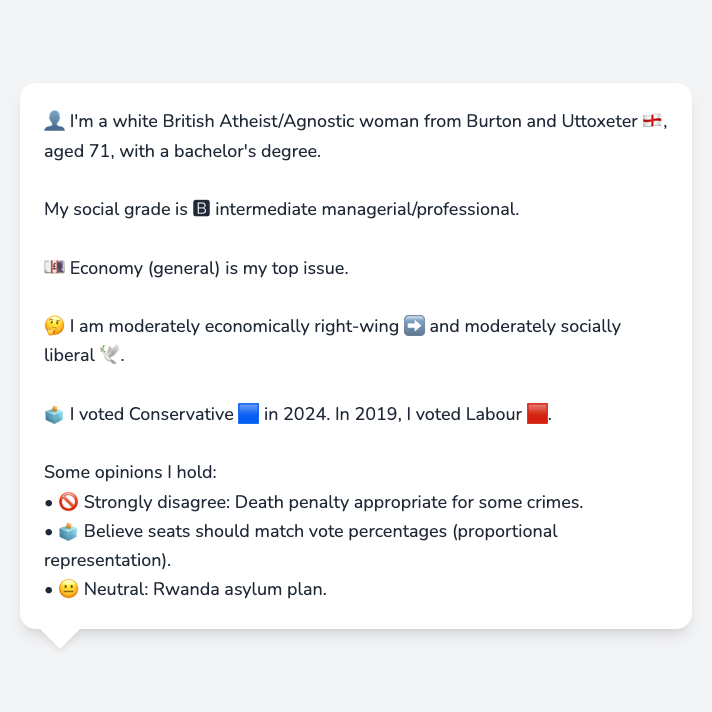 👤 I'm a white British Atheist/Agnostic woman from Burton and Uttoxeter 🏴󠁧󠁢󠁥󠁮󠁧󠁿,
aged 71, with a bachelor's degree.
My social grade is 🅱 intermediate managerial/professional.
💷 Economy (general) is my top issue.
🤔 I am moderately economically right-wing ➡️ and moderately socially
liberal 🕊️.
🗳️ I voted Conservative 🟦 in 2024. In 2019, I voted Labour 🟥.
Some opinions I hold:
• 🚫 Strongly disagree: Death penalty appropriate for some crimes.
• 🗳️ Believe seats should match vote percentages (proportional
representation).
• 😐 Neutral: Rwanda asylum plan.